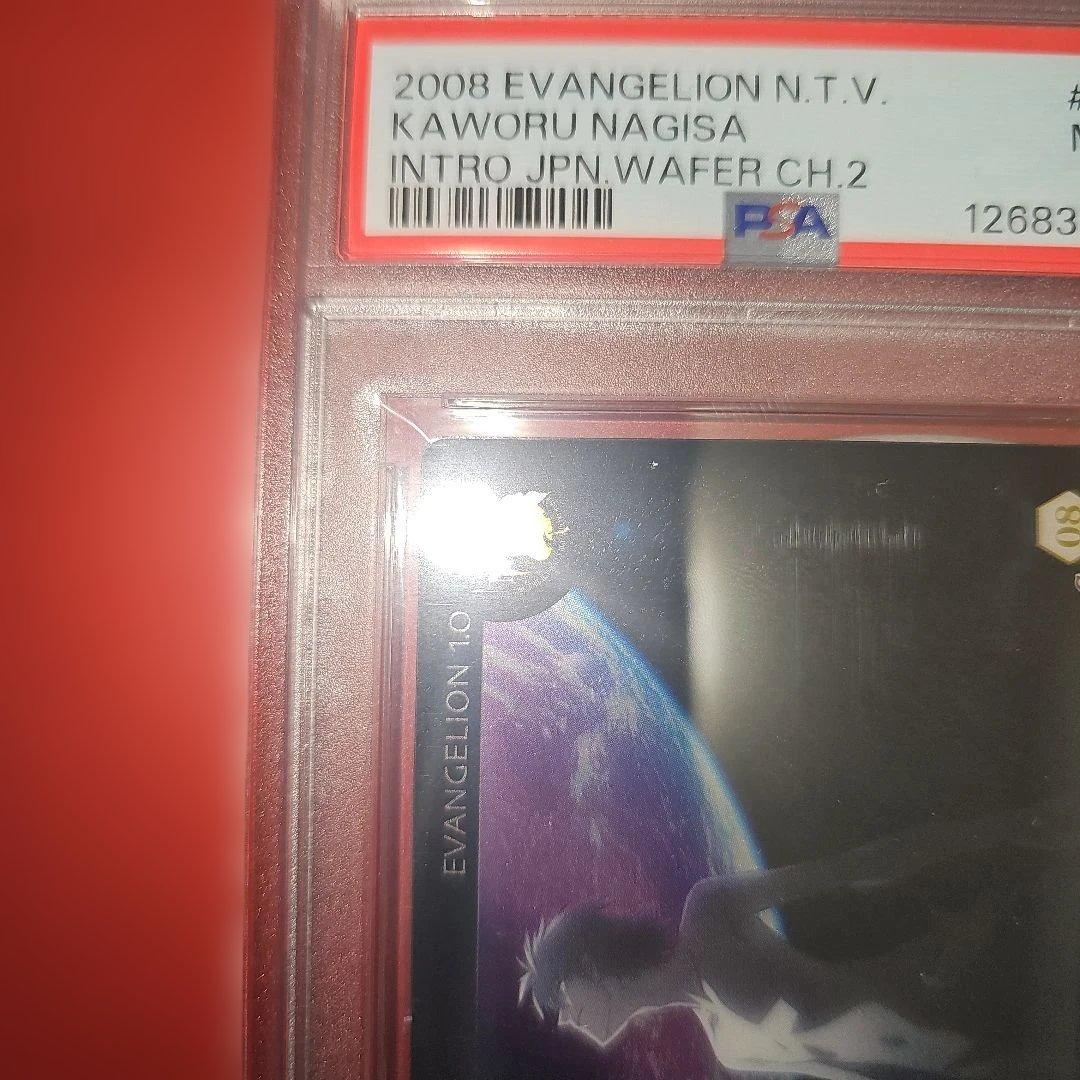 2008 EVANGELION N.T.V. #
KAWORU NAGISA
INTRO JPN.WAFER CH.2
PSA 12683
08
EVANGELION 1.0